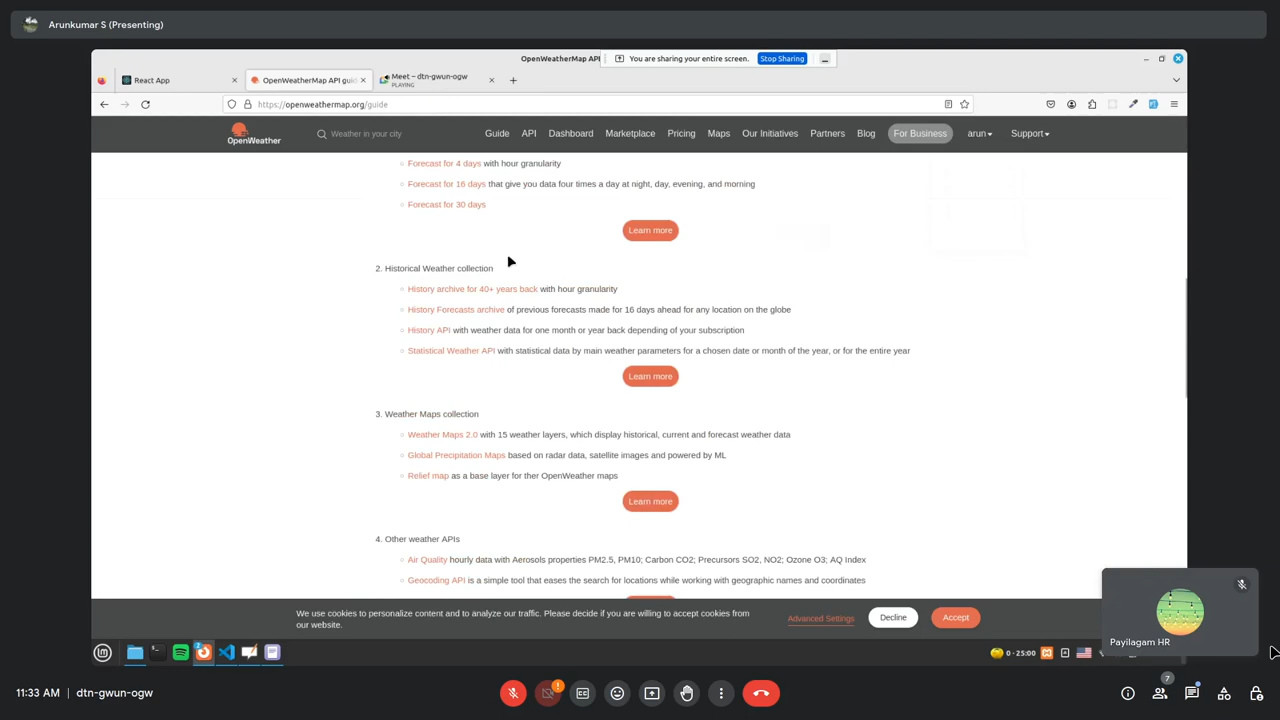 Arunkumar S (Presenting)
OpenWeatherMap API
You are sharing your entire screen.
Stop Sharing
React App
OpenWeatherMap API guid
Meet – dtn-gwun-ogw
PLAYING
https://openweathermap.org/guide
OpenWeather
Weather in your city
Guide
API
Dashboard
Marketplace
Pricing
Maps
Our Initiatives
Partners
Blog
For Business
arun
Support
Forecast for 4 days with hour granularity
Forecast for 16 days that give you data four times a day at night, day, evening, and morning
Forecast for 30 days
Learn more
2. Historical Weather collection
History archive for 40+ years back with hour granularity
History Forecasts archive of previous forecasts made for 16 days ahead for any location on the globe
History API with weather data for one month or year back depending of your subscription
Statistical Weather API with statistical data by main weather parameters for a chosen date or month of the year, or for the entire year
Learn more
3. Weather Maps collection
Weather Maps 2.0 with 15 weather layers, which display historical, current and forecast weather data
Global Precipitation Maps based on radar data, satellite images and powered by ML
Relief map as a base layer for ther OpenWeather maps
Learn more
4. Other weather APIs
Air Quality hourly data with Aerosols properties PM2.5, PM10; Carbon CO2; Precursors SO2, NO2; Ozone O3; AQ Index
Geocoding API is a simple tool that eases the search for locations while working with geographic names and coordinates
We use cookies to personalize content and to analyze our traffic. Please decide if you are willing to accept cookies from
our website.
Advanced Settings
Decline
Accept
Payilagam HR
0 - 25:00
11:33 AM
dtn-gwun-ogw
7